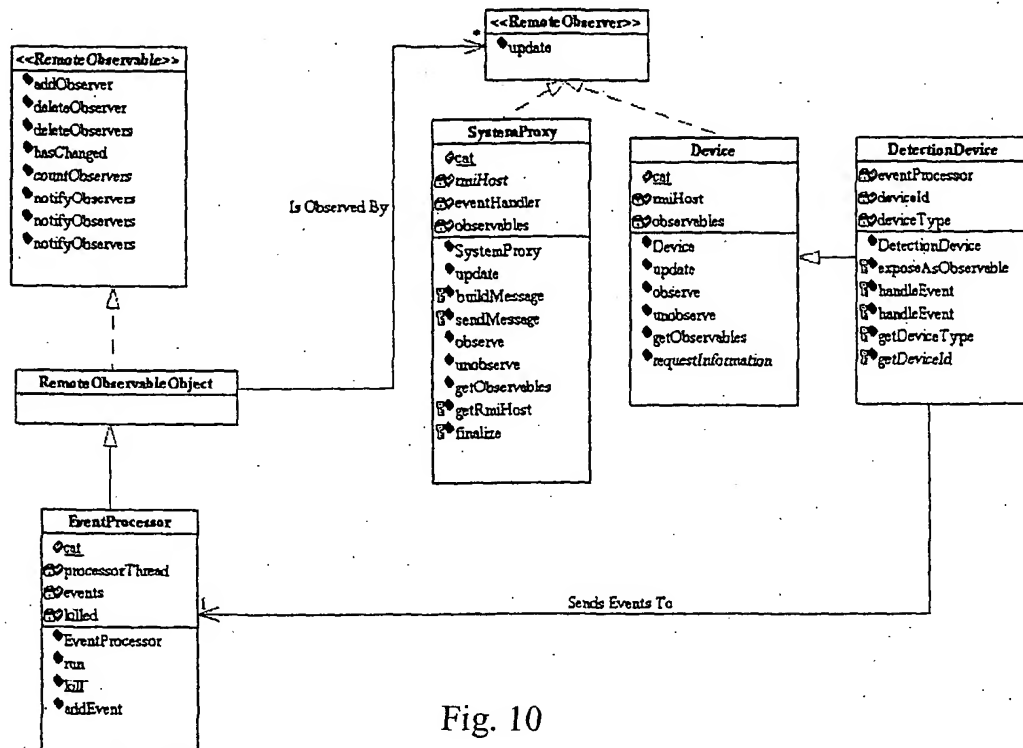 <<RemoteObservable>>
addObserver
deleteObserver
deleteObservers
hasChanged
countObservers
notifyObservers
notifyObservers
notifyObservers
RemoteObservableObject
EventProcessor
cat
processorThread
events
killed
EventProcessor
run
kill
addEvent
Is Observed By
*
<<RemoteObserver>>
update
SystemProxy
cat
rmiHost
eventHandler
observables
SystemProxy
update
buildMessage
sendMessage
observe
unobserve
getObservables
getRmiHost
finalize
Device
cat
rmiHost
observables
Device
update
observe
unobserve
getObservables
requestInformation
DetectionDevice
eventProcessor
deviceId
deviceType
DetectionDevice
exposeAsObservable
handleEvent
handleEvent
getDeviceType
getDeviceId
1
Sends Events To
Fig. 10